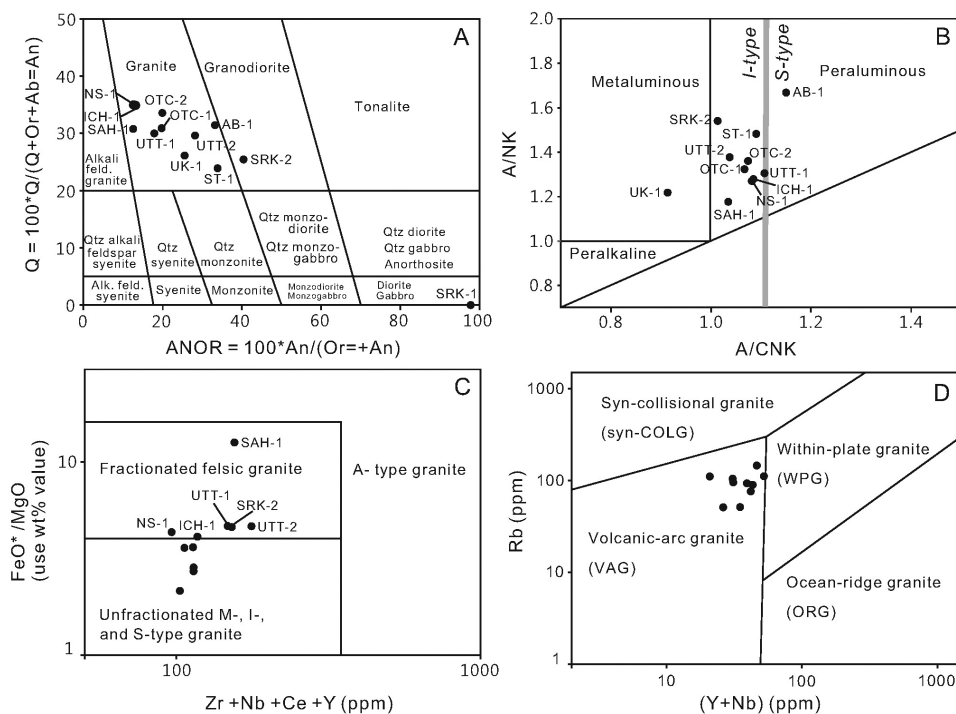 A
Q = 100*Q/(Q+Or+Ab=An)
50
40
30
20
10
0
Granite
Granodiorite
Tonalite
NS-1
OTC-2
ICH-1
OTC-1
SAH-1
AB-1
UTT-1
UTT-2
UK-1
SRK-2
ST-1
Alkali
feld.
granite
Qtz alkali
feldspar
syenite
Qtz
syenite
Qtz
monzonite
Qtz monzo-
diorite
Qtz monzo-
gabbro
Qtz diorite
Qtz gabbro
Anorthosite
Alk. feld.
syenite
Syenite
Monzonite
Monzodiorite
Monzogabbro
Diorite
Gabbro
SRK-1
0 20 40 60 80 100
ANOR = 100*An/(Or=+An)
B
A/NK
2.0
1.8
1.6
1.4
1.2
1.0
0.8
I-type
S-type
Metaluminous
Peraluminous
AB-1
SRK-2
ST-1
UTT-2
OTC-2
OTC-1
UTT-1
ICH-1
UK-1
NS-1
SAH-1
Peralkaline
0.8 1.0 1.2 1.4
A/CNK
C
FeO* /MgO
(use wt% value)
10
1
SAH-1
Fractionated felsic granite
A- type granite
UTT-1
SRK-2
NS-1
ICH-1
UTT-2
Unfractionated M-, I-,
and S-type granite
100 1000
Zr +Nb +Ce +Y (ppm)
D
Rb (ppm)
1000
100
10
1
Syn-collisional granite
(syn-COLG)
Within-plate granite
(WPG)
Volcanic-arc granite
(VAG)
Ocean-ridge granite
(ORG)
10 100 1000
(Y+Nb) (ppm)